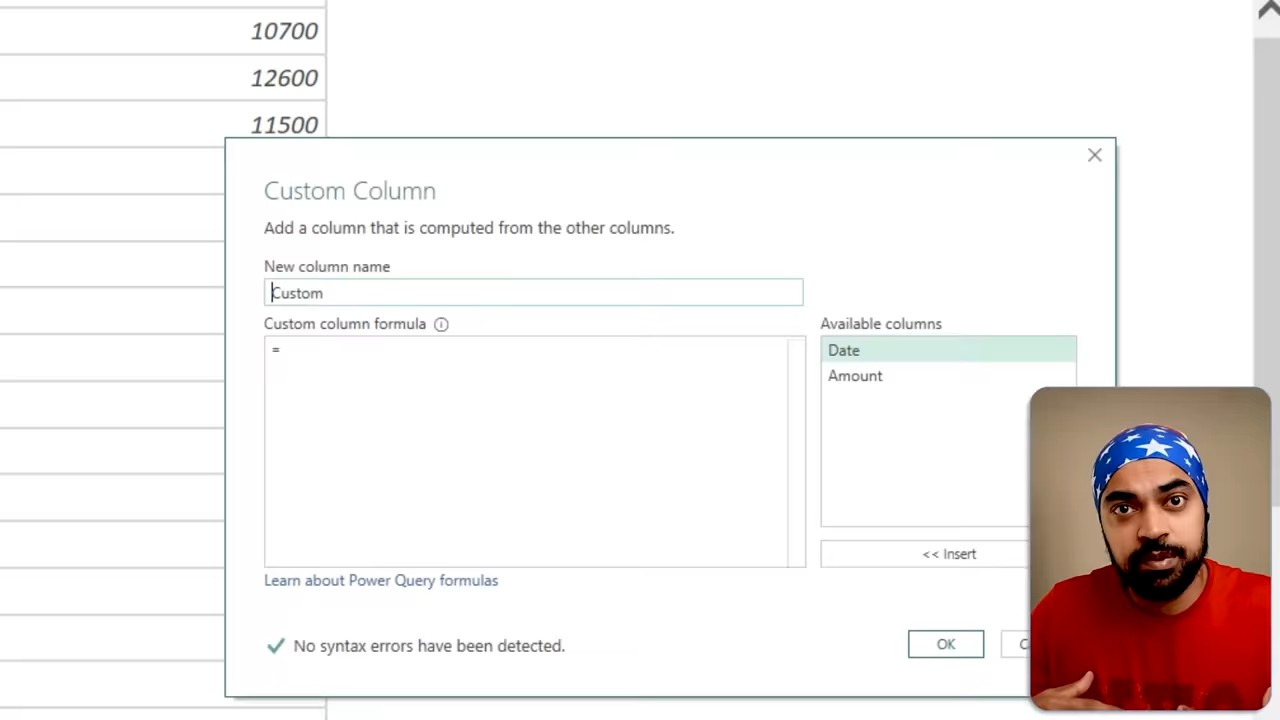 10700
12600
11500
Custom Column
Add a column that is computed from the other columns.
New column name
Custom
Custom column formula
Available columns
=
Date
Amount
<< Insert
Learn about Power Query formulas
No syntax errors have been detected.
OK